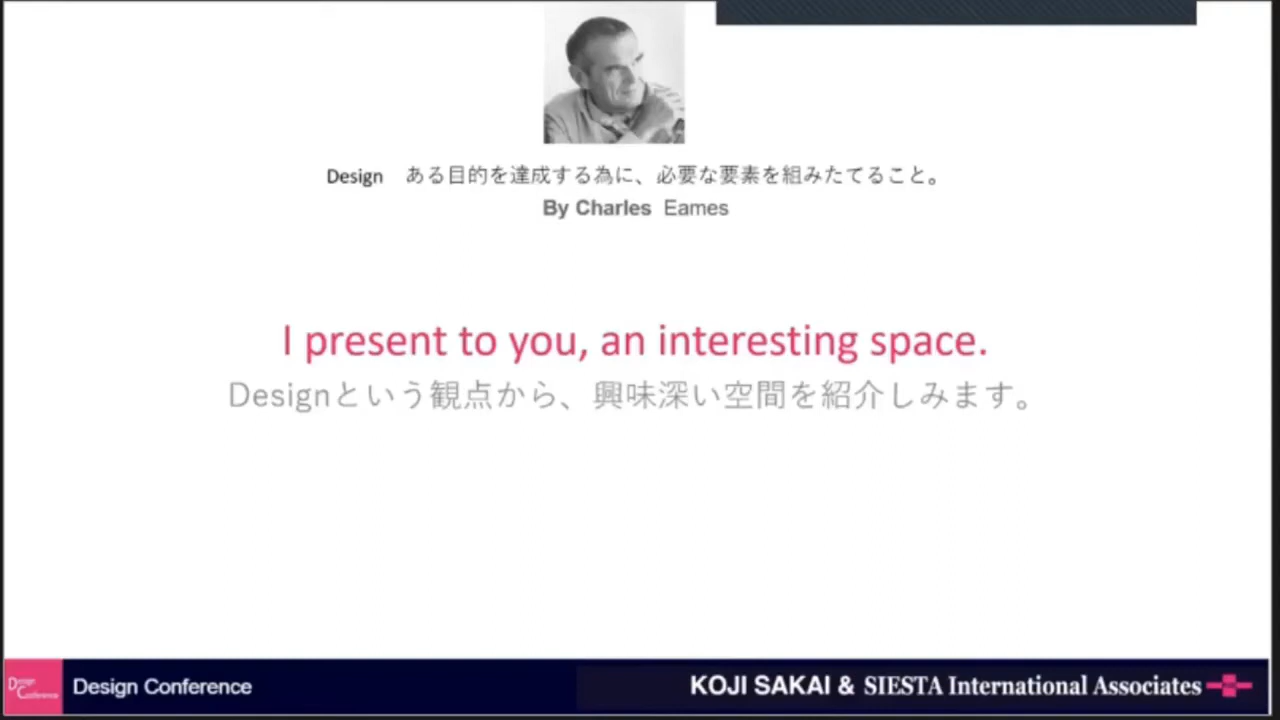 Design ある目的を達成する為に、必要な要素を組みたてること。
By Charles Eames
I present to you, an interesting space.
Designという観点から、興味深い空間を紹介しみます。
Design
Conference
Design Conference
KOJI SAKAI & SIESTA International Associates